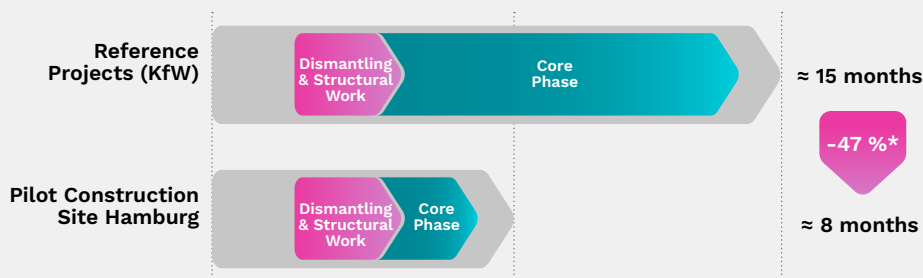 Reference
Projects (KfW)
Dismantling
& Structural
Work
Core
Phase
≈ 15 months
-47 %*
Pilot Construction
Site Hamburg
Dismantling
& Structural
Work
Core
Phase
≈ 8 months